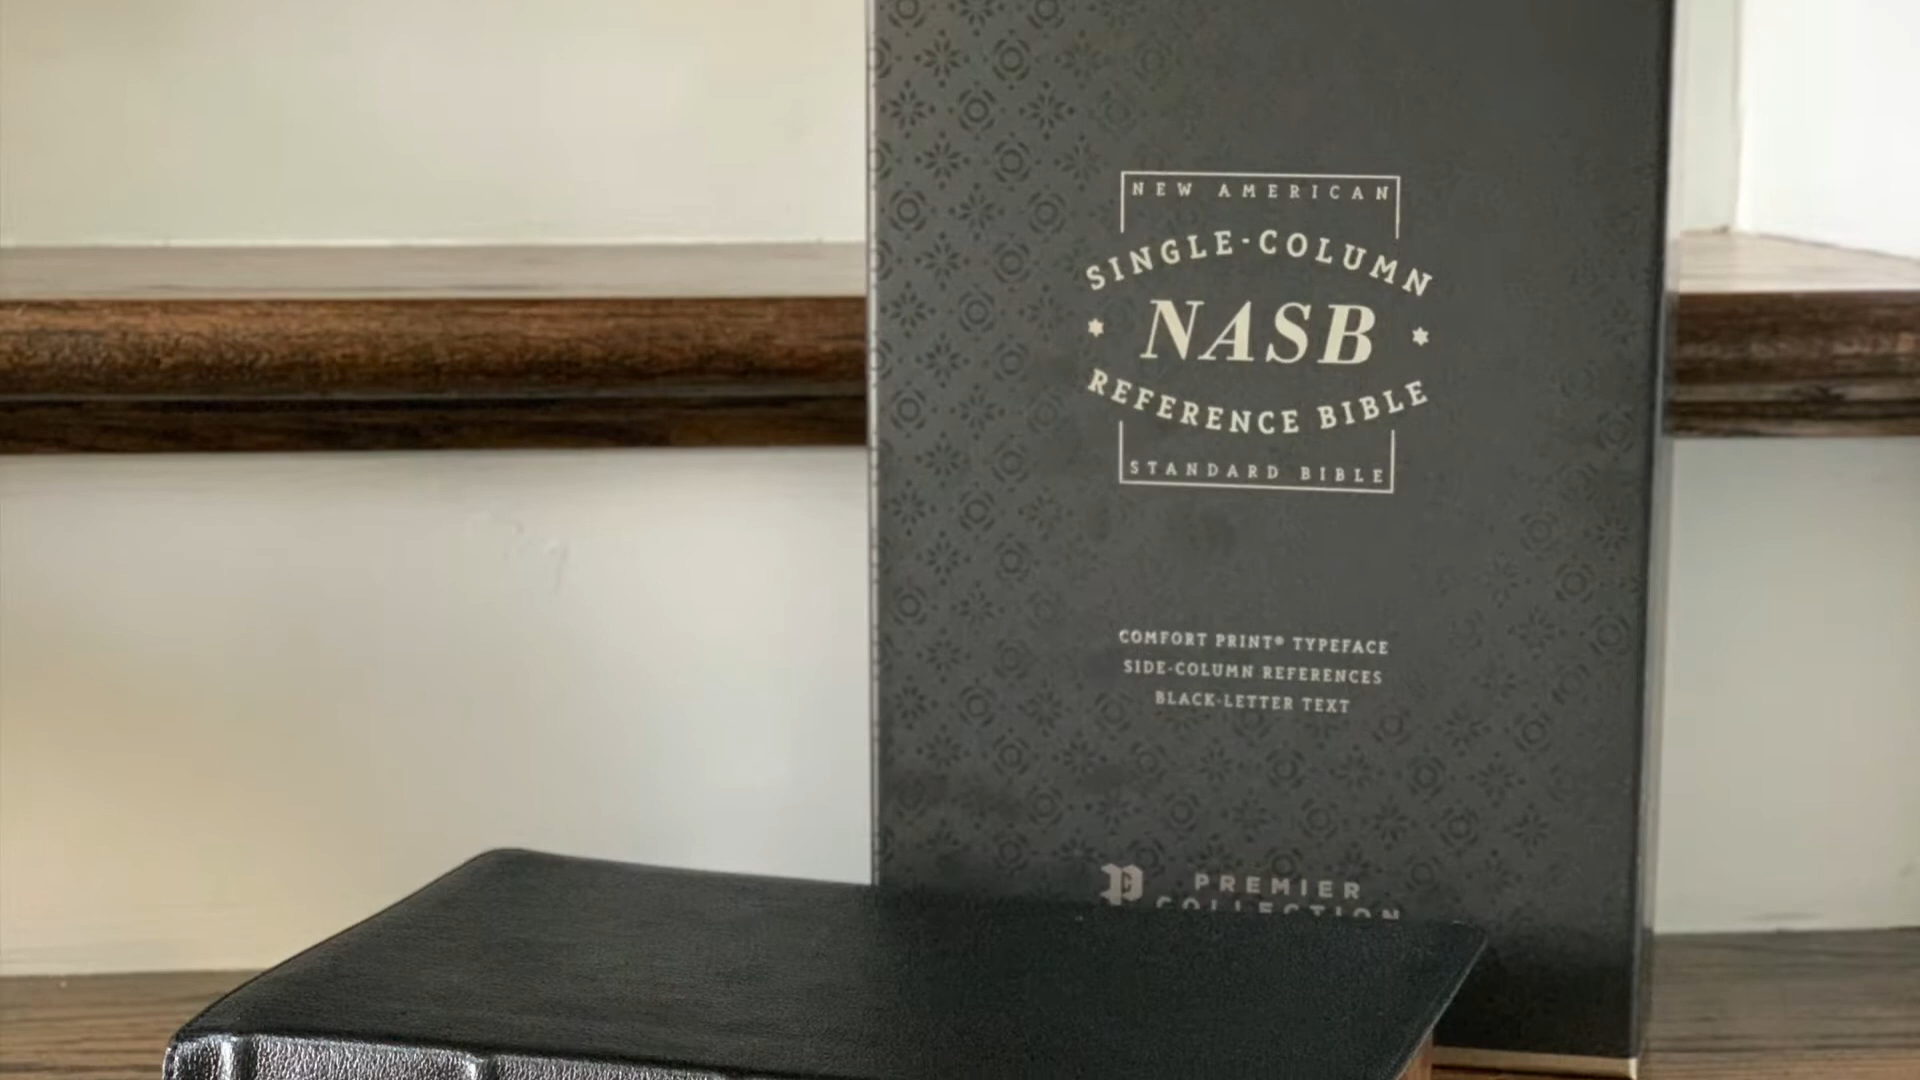 NEW AMERICAN
SINGLE-COLUMN
NASB
REFERENCE BIBLE
STANDARD BIBLE
COMFORT PRINT® TYPEFACE
SIDE-COLUMN REFERENCES
BLACK-LETTER TEXT
PREMIER
COLLECTION